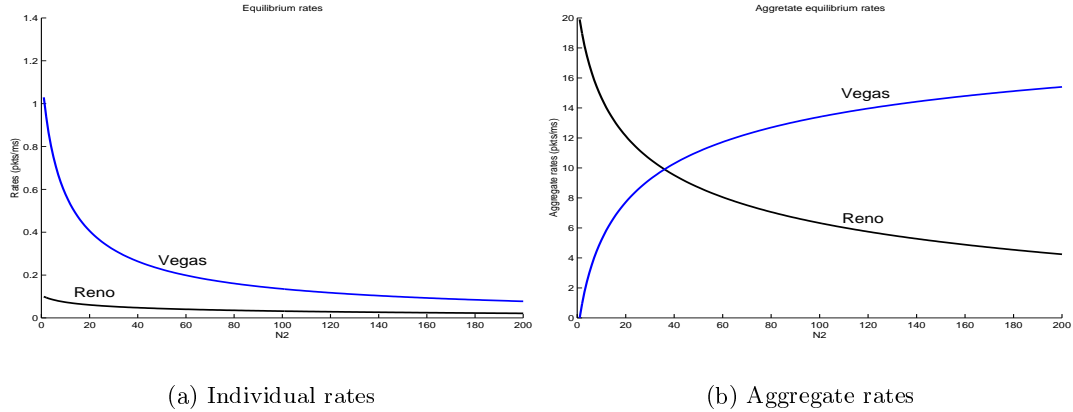 Equilibrium rates
1.4
1.2
1
0.8
0.6
0.4
0.2
0
Rates (pkts/ms)
Vegas
Reno
0 20 40 60 80 100 120 140 160 180 200
N2
(a) Individual rates
Aggretate equilibrium rates
20
18
16
14
12
10
8
6
4
2
0
Aggregate rates (pkts/ms)
Vegas
Reno
0 20 40 60 80 100 120 140 160 180 200
N2
(b) Aggregate rates